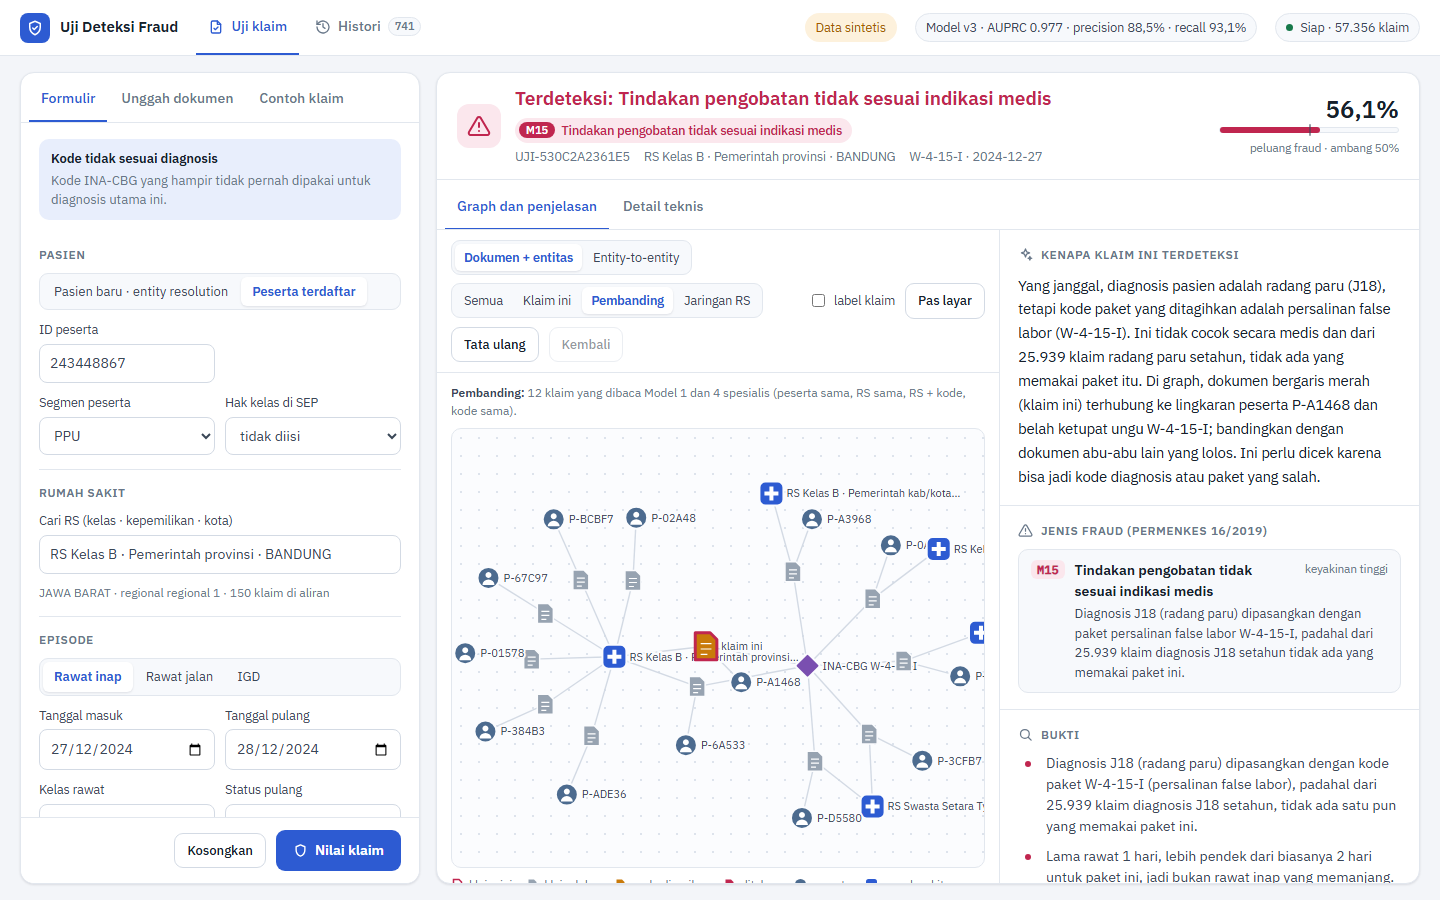 Uji Deteksi Fraud
Uji klaim
Histori 741
Data sintetis
Model v3 · AUPRC 0.977 · precision 88,5% · recall 93,1%
Siap · 57.356 klaim
Formulir
Unggah dokumen
Contoh klaim
Kode tidak sesuai diagnosis
Kode INA-CBG yang hampir tidak pernah dipakai untuk
diagnosis utama ini.
PASIEN
Pasien baru · entity resolution
Peserta terdaftar
ID peserta
243448867
Segmen peserta
Hak kelas di SEP
PPU
tidak diisi
RUMAH SAKIT
Cari RS (kelas · kepemilikan · kota)
RS Kelas B · Pemerintah provinsi · BANDUNG
JAWA BARAT · regional regional 1 · 150 klaim di aliran
EPISODE
Rawat inap
Rawat jalan
IGD
Tanggal masuk
Tanggal pulang
27/12/2024
28/12/2024
Kelas rawat
Status pulang
Kosongkan
Nilai klaim
Terdeteksi: Tindakan pengobatan tidak sesuai indikasi medis
M15 Tindakan pengobatan tidak sesuai indikasi medis
UJI-530C2A2361E5 RS Kelas B · Pemerintah provinsi · BANDUNG W-4-15-I · 2024-12-27
56,1%
peluang fraud · ambang 50%
Graph dan penjelasan
Detail teknis
Dokumen + entitas
Entity-to-entity
Semua
Klaim ini
Pembanding
Jaringan RS
label klaim
Pas layar
Tata ulang
Kembali
Pembanding: 12 klaim yang dibaca Model 1 dan 4 spesialis (peserta sama, RS sama, RS + kode,
kode sama).
RS Kelas B · Pemerintah kab/kota...
P-BCBF7
P-02A48
P-A3968
P-0
RS Kel
P-67C97
P-01578
klaim ini
RS Kelas B · Pemerintah provinsi...
INA-CBG W-4-15-I
P-A1468
P-
P-384B3
P-6A533
P-3CFB7
P-ADE36
RS Swasta Setara Ty
P-D5580
KENAPA KLAIM INI TERDETEKSI
Yang janggal, diagnosis pasien adalah radang paru (J18),
tetapi kode paket yang ditagihkan adalah persalinan false
labor (W-4-15-I). Ini tidak cocok secara medis dan dari
25.939 klaim radang paru setahun, tidak ada yang
memakai paket itu. Di graph, dokumen bergaris merah
(klaim ini) terhubung ke lingkaran peserta P-A1468 dan
belah ketupat ungu W-4-15-I; bandingkan dengan
dokumen abu-abu lain yang lolos. Ini perlu dicek karena
bisa jadi kode diagnosis atau paket yang salah.
JENIS FRAUD (PERMENKES 16/2019)
M15 Tindakan pengobatan tidak
sesuai indikasi medis
keyakinan tinggi
Diagnosis J18 (radang paru) dipasangkan dengan
paket persalinan false labor W-4-15-I, padahal dari
25.939 klaim diagnosis J18 setahun tidak ada yang
memakai paket ini.
BUKTI
Diagnosis J18 (radang paru) dipasangkan dengan kode
paket W-4-15-I (persalinan false labor), padahal dari
25.939 klaim diagnosis J18 setahun, tidak ada satu pun
yang memakai paket ini.
Lama rawat 1 hari, lebih pendek dari biasanya 2 hari
untuk paket ini, jadi bukan rawat inap yang memanjang.